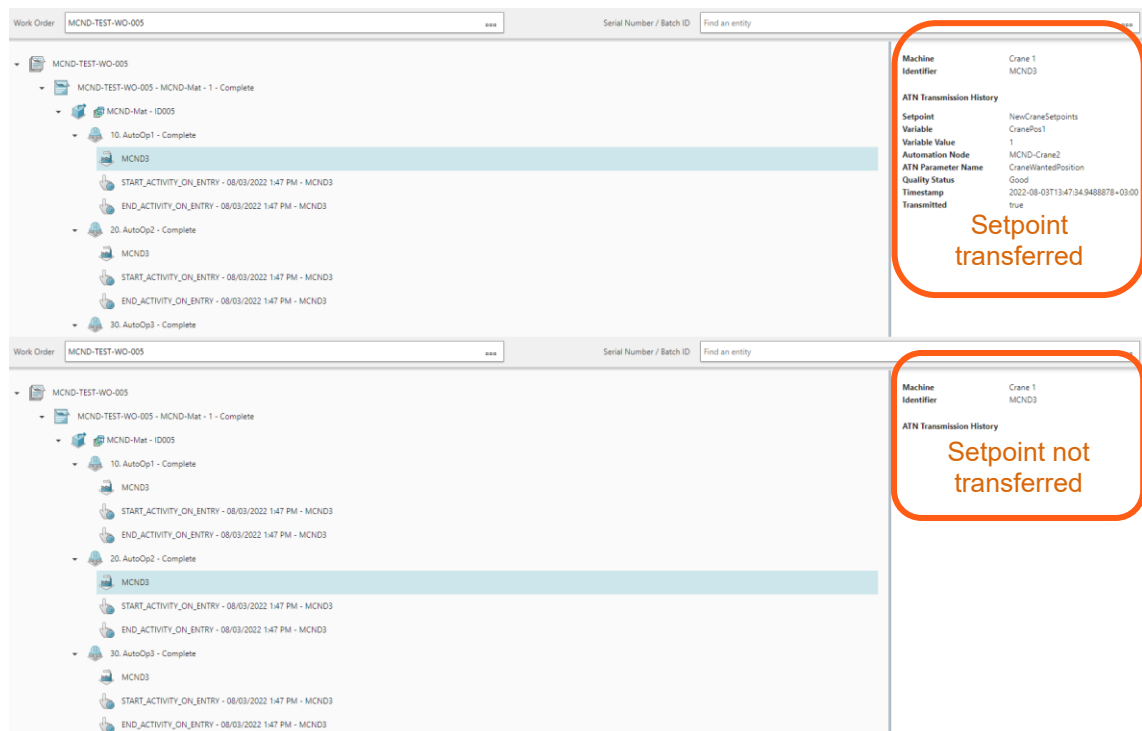 Work Order MCND-TEST-WO-005 Serial Number / Batch ID Find an entity
MCND-TEST-WO-005
MCND-TEST-WO-005 - MCND-Mat - 1 - Complete
MCND-Mat - ID005
10. AutoOp1 - Complete
MCND3
START_ACTIVITY_ON_ENTRY - 08/03/2022 1:47 PM - MCND3
END_ACTIVITY_ON_ENTRY - 08/03/2022 1:47 PM - MCND3
20. AutoOp2 - Complete
MCND3
START_ACTIVITY_ON_ENTRY - 08/03/2022 1:47 PM - MCND3
END_ACTIVITY_ON_ENTRY - 08/03/2022 1:47 PM - MCND3
30. AutoOp3 - Complete
Machine Crane 1
Identifier MCND3
ATN Transmission History
Setpoint NewCraneSetpoints
Variable CranePos1
Variable Value 1
Automation Node MCND-Crane2
ATN Parameter Name CraneWantedPosition
Quality Status Good
Timestamp 2022-08-03T13:47:34.9488878+03:00
Transmitted true
Setpoint
transferred
Work Order MCND-TEST-WO-005 Serial Number / Batch ID Find an entity
MCND-TEST-WO-005
MCND-TEST-WO-005 - MCND-Mat - 1 - Complete
MCND-Mat - ID005
10. AutoOp1 - Complete
MCND3
START_ACTIVITY_ON_ENTRY - 08/03/2022 1:47 PM - MCND3
END_ACTIVITY_ON_ENTRY - 08/03/2022 1:47 PM - MCND3
20. AutoOp2 - Complete
MCND3
START_ACTIVITY_ON_ENTRY - 08/03/2022 1:47 PM - MCND3
END_ACTIVITY_ON_ENTRY - 08/03/2022 1:47 PM - MCND3
30. AutoOp3 - Complete
MCND3
START_ACTIVITY_ON_ENTRY - 08/03/2022 1:47 PM - MCND3
END_ACTIVITY_ON_ENTRY - 08/03/2022 1:47 PM - MCND3
Machine Crane 1
Identifier MCND3
ATN Transmission History
Setpoint not
transferred